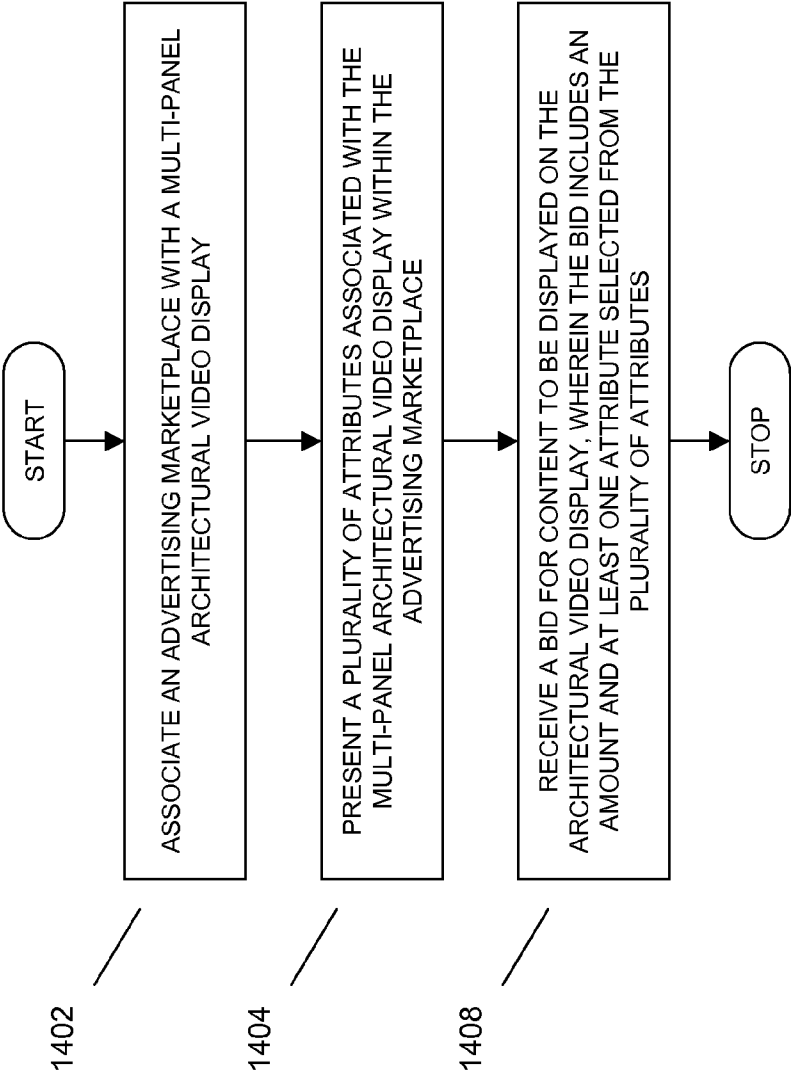 START
1402
ASSOCIATE AN ADVERTISING MARKETPLACE WITH A MULTI-PANEL
ARCHITECTURAL VIDEO DISPLAY
1404
PRESENT A PLURALITY OF ATTRIBUTES ASSOCIATED WITH THE
MULTI-PANEL ARCHITECTURAL VIDEO DISPLAY WITHIN THE
ADVERTISING MARKETPLACE
1408
RECEIVE A BID FOR CONTENT TO BE DISPLAYED ON THE
ARCHITECTURAL VIDEO DISPLAY, WHEREIN THE BID INCLUDES AN
AMOUNT AND AT LEAST ONE ATTRIBUTE SELECTED FROM THE
PLURALITY OF ATTRIBUTES
STOP